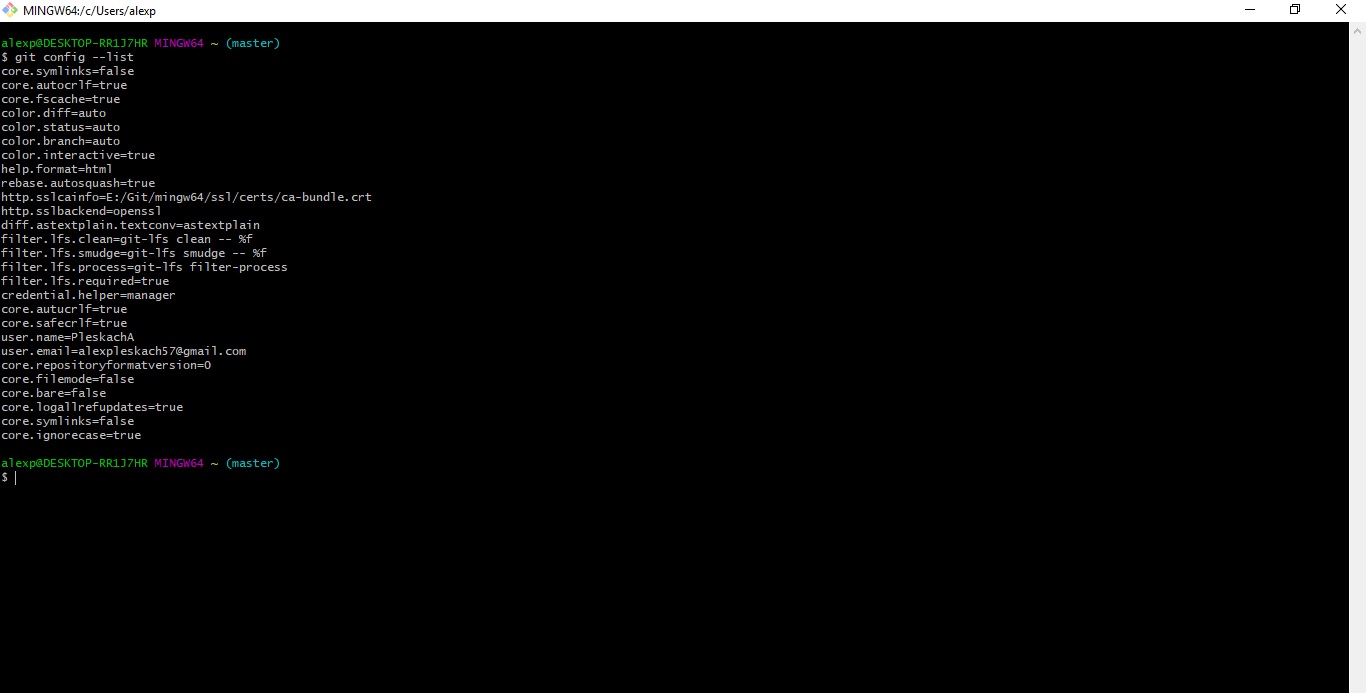 MINGW64:/c/Users/alexp
alexp@DESKTOP-RR1J7HR MINGW64 ~ (master)
$ git config --list
core.symlinks=false
core.autocrlf=true
core.fscache=true
color.diff=auto
color.status=auto
color.branch=auto
color.interactive=true
help.format=html
rebase.autosquash=true
http.sslcainfo=E:/Git/mingw64/ssl/certs/ca-bundle.crt
http.sslbackend=openssl
diff.astextplain.textconv=astextplain
filter.lfs.clean=git-lfs clean -- %f
filter.lfs.smudge=git-lfs smudge -- %f
filter.lfs.process=git-lfs filter-process
filter.lfs.required=true
credential.helper=manager
core.autucrlf=true
core.safecrlf=true
user.name=PleskachA
user.email=alexpleskach57@gmail.com
core.repositoryformatversion=0
core.filemode=false
core.bare=false
core.logallrefupdates=true
core.symlinks=false
core.ignorecase=true
alexp@DESKTOP-RR1J7HR MINGW64 ~ (master)
$